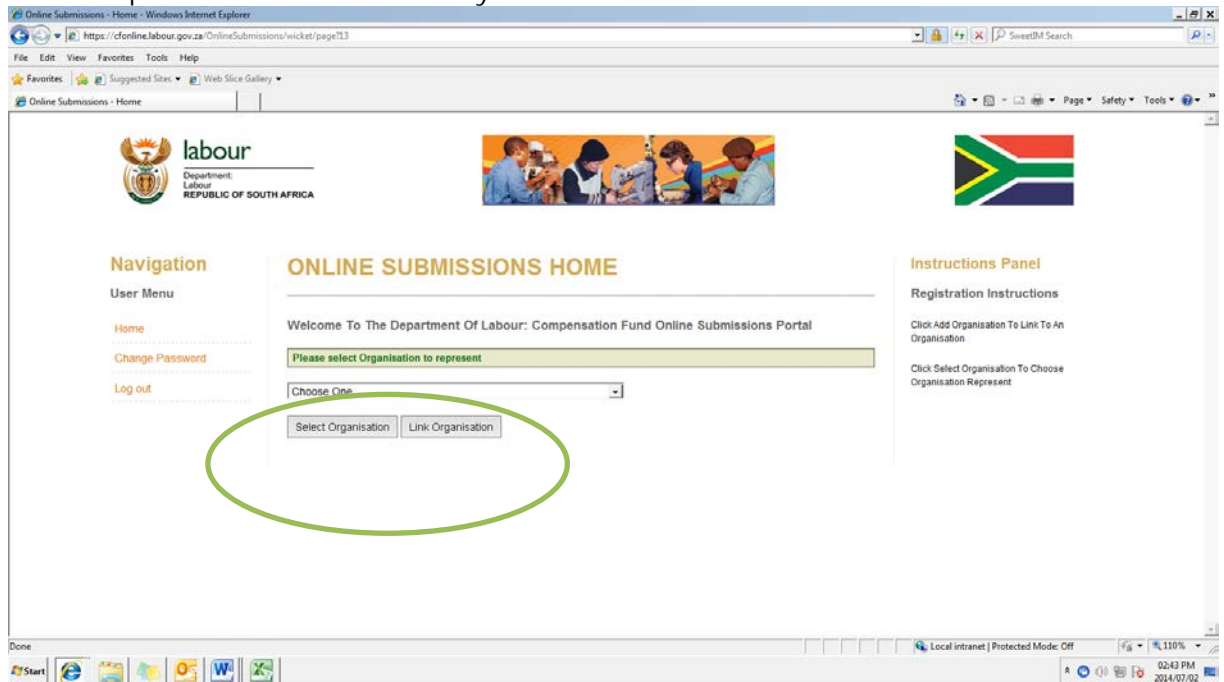 Online Submissions - Home - Windows Internet Explorer
https://cfonline.labour.gov.za/OnlineSubmissions/wicket/page?13
SweetIM Search
File Edit View Favorites Tools Help
Favorites Suggested Sites Web Slice Gallery
Online Submissions - Home
Page Safety Tools
labour
Department:
Labour
REPUBLIC OF SOUTH AFRICA
Navigation
User Menu
Home
Change Password
Log out
ONLINE SUBMISSIONS HOME
Welcome To The Department Of Labour: Compensation Fund Online Submissions Portal
Please select Organisation to represent
Choose One
Select Organisation Link Organisation
Instructions Panel
Registration Instructions
Click Add Organisation To Link To An
Organisation
Click Select Organisation To Choose
Organisation Represent
Done
Local intranet | Protected Mode: Off
110%
Start
02:43 PM
2014/07/02